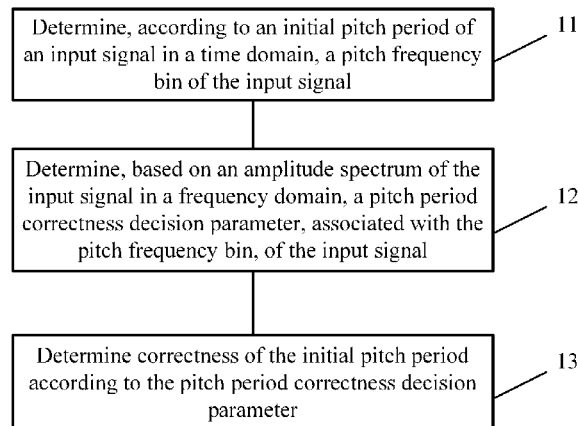 Determine, according to an initial pitch period of
an input signal in a time domain, a pitch frequency
bin of the input signal
11
Determine, based on an amplitude spectrum of the
input signal in a frequency domain, a pitch period
correctness decision parameter, associated with the
pitch frequency bin, of the input signal
12
Determine correctness of the initial pitch period
according to the pitch period correctness decision
parameter
13